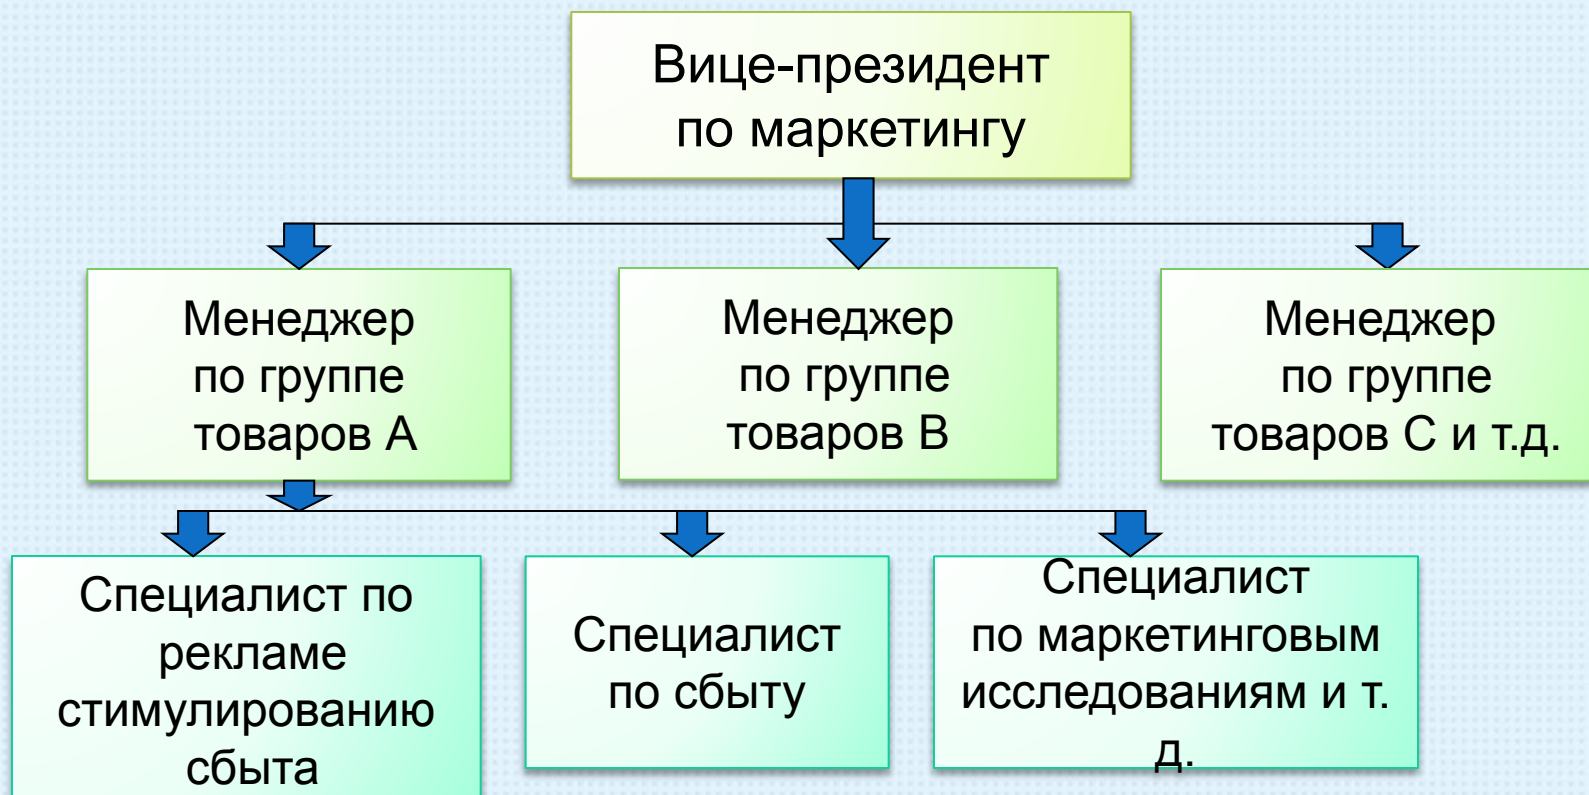 Вице-президент
по маркетингу
Менеджер
по группе
товаров А
Менеджер
по группе
товаров В
Менеджер
по группе
товаров С и т.д.
Специалист по
рекламе
стимулированию
сбыта
Специалист
по сбыту
Специалист
по маркетинговым
исследованиям и т.
д.